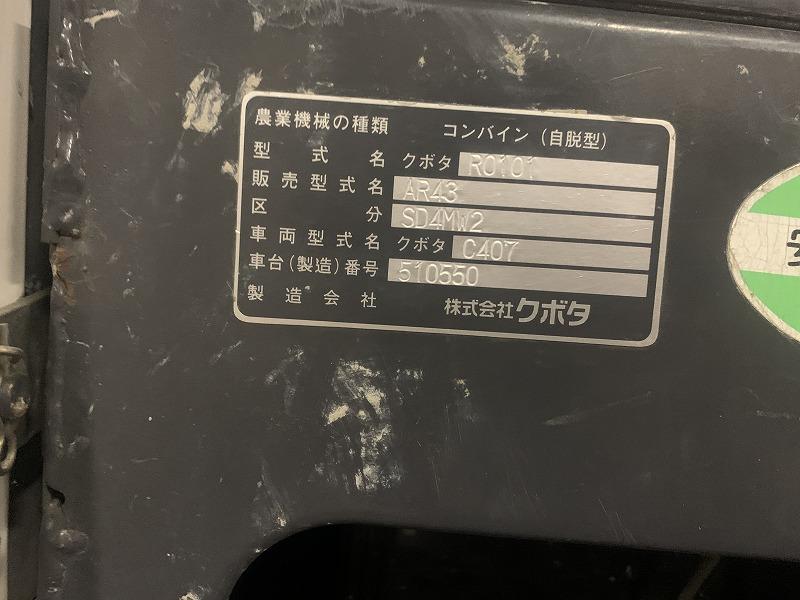 農業機械の種類 コンバイン（自脱型）
型式名 クボタ R0101
販売型式名 AR43
区分 SD4MW2
車両型式名 クボタ C407
車台（製造）番号 510550
製造会社 株式会社クボタ